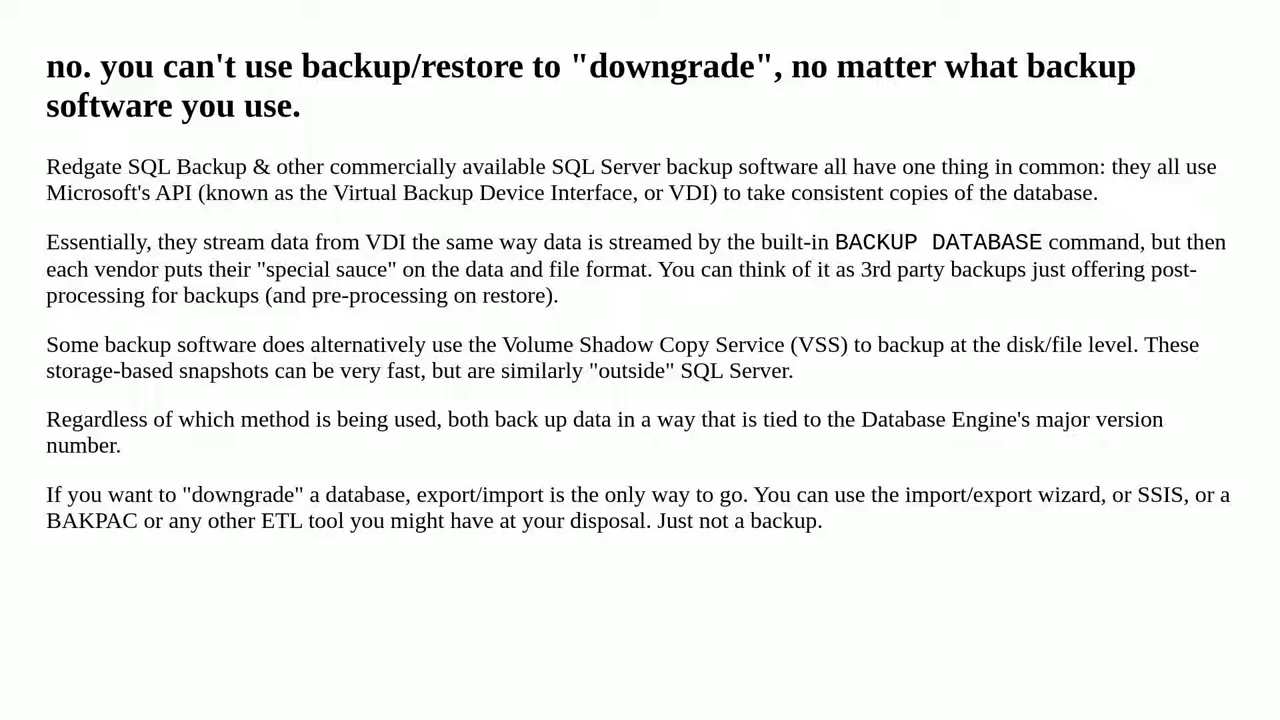 no. you can't use backup/restore to "downgrade", no matter what backup
software you use.
Redgate SQL Backup & other commercially available SQL Server backup software all have one thing in common: they all use
Microsoft's API (known as the Virtual Backup Device Interface, or VDI) to take consistent copies of the database.
Essentially, they stream data from VDI the same way data is streamed by the built-in BACKUP DATABASE command, but then
each vendor puts their "special sauce" on the data and file format. You can think of it as 3rd party backups just offering post-
processing for backups (and pre-processing on restore).
Some backup software does alternatively use the Volume Shadow Copy Service (VSS) to backup at the disk/file level. These
storage-based snapshots can be very fast, but are similarly "outside" SQL Server.
Regardless of which method is being used, both back up data in a way that is tied to the Database Engine's major version
number.
If you want to "downgrade" a database, export/import is the only way to go. You can use the import/export wizard, or SSIS, or a
BAKPAC or any other ETL tool you might have at your disposal. Just not a backup.